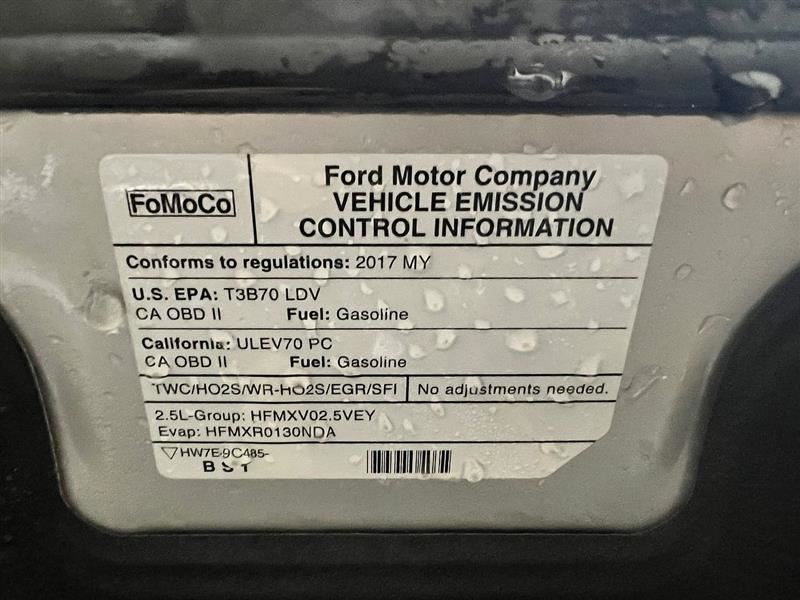 FoMoCo
Ford Motor Company
VEHICLE EMISSION
CONTROL INFORMATION
Conforms to regulations: 2017 MY
U.S. EPA: T3B70 LDV
CA OBD II Fuel: Gasoline
California: ULEV70 PC
CA OBD II Fuel: Gasoline
TWC/HO2S/WR-HO2S/EGR/SFI No adjustments needed.
2.5L-Group: HFMXV02.5VEY
Evap: HFMXR0130NDA
HW7E-9C485-